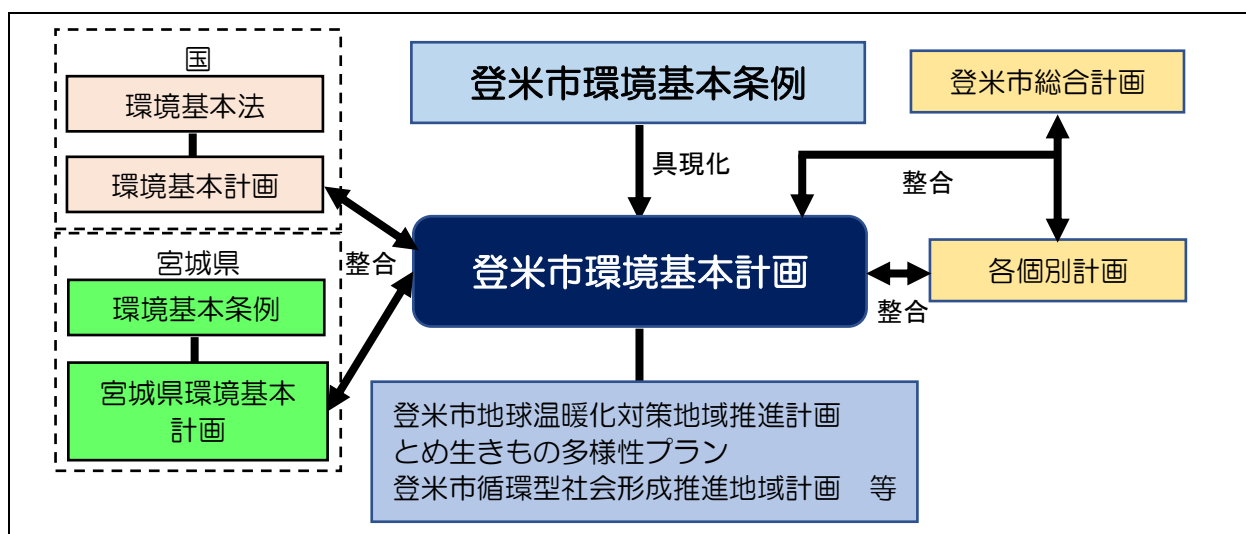 国
環境基本法
環境基本計画
宮城県
環境基本条例
宮城県環境基本
計画
登米市環境基本条例
具現化
整合
登米市環境基本計画
登米市総合計画
整合
各個別計画
整合
登米市地球温暖化対策地域推進計画
とめ生きもの多様性プラン
登米市循環型社会形成推進地域計画　等